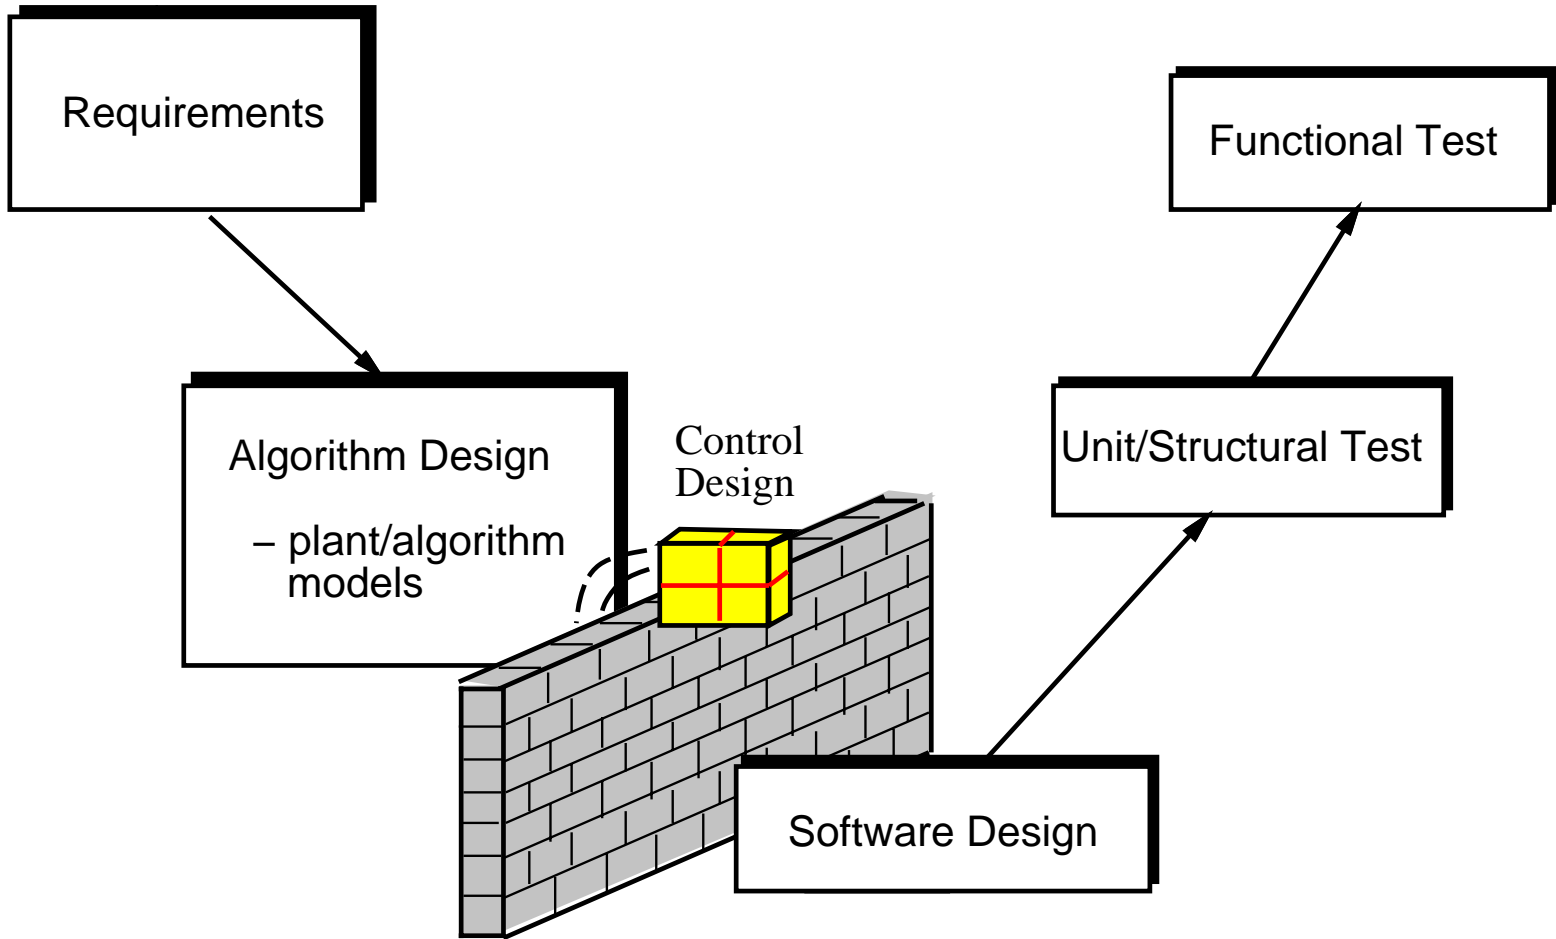 Requirements
Functional Test
Algorithm Design
– plant/algorithm
models
Control
Design
Unit/Structural Test
Software Design